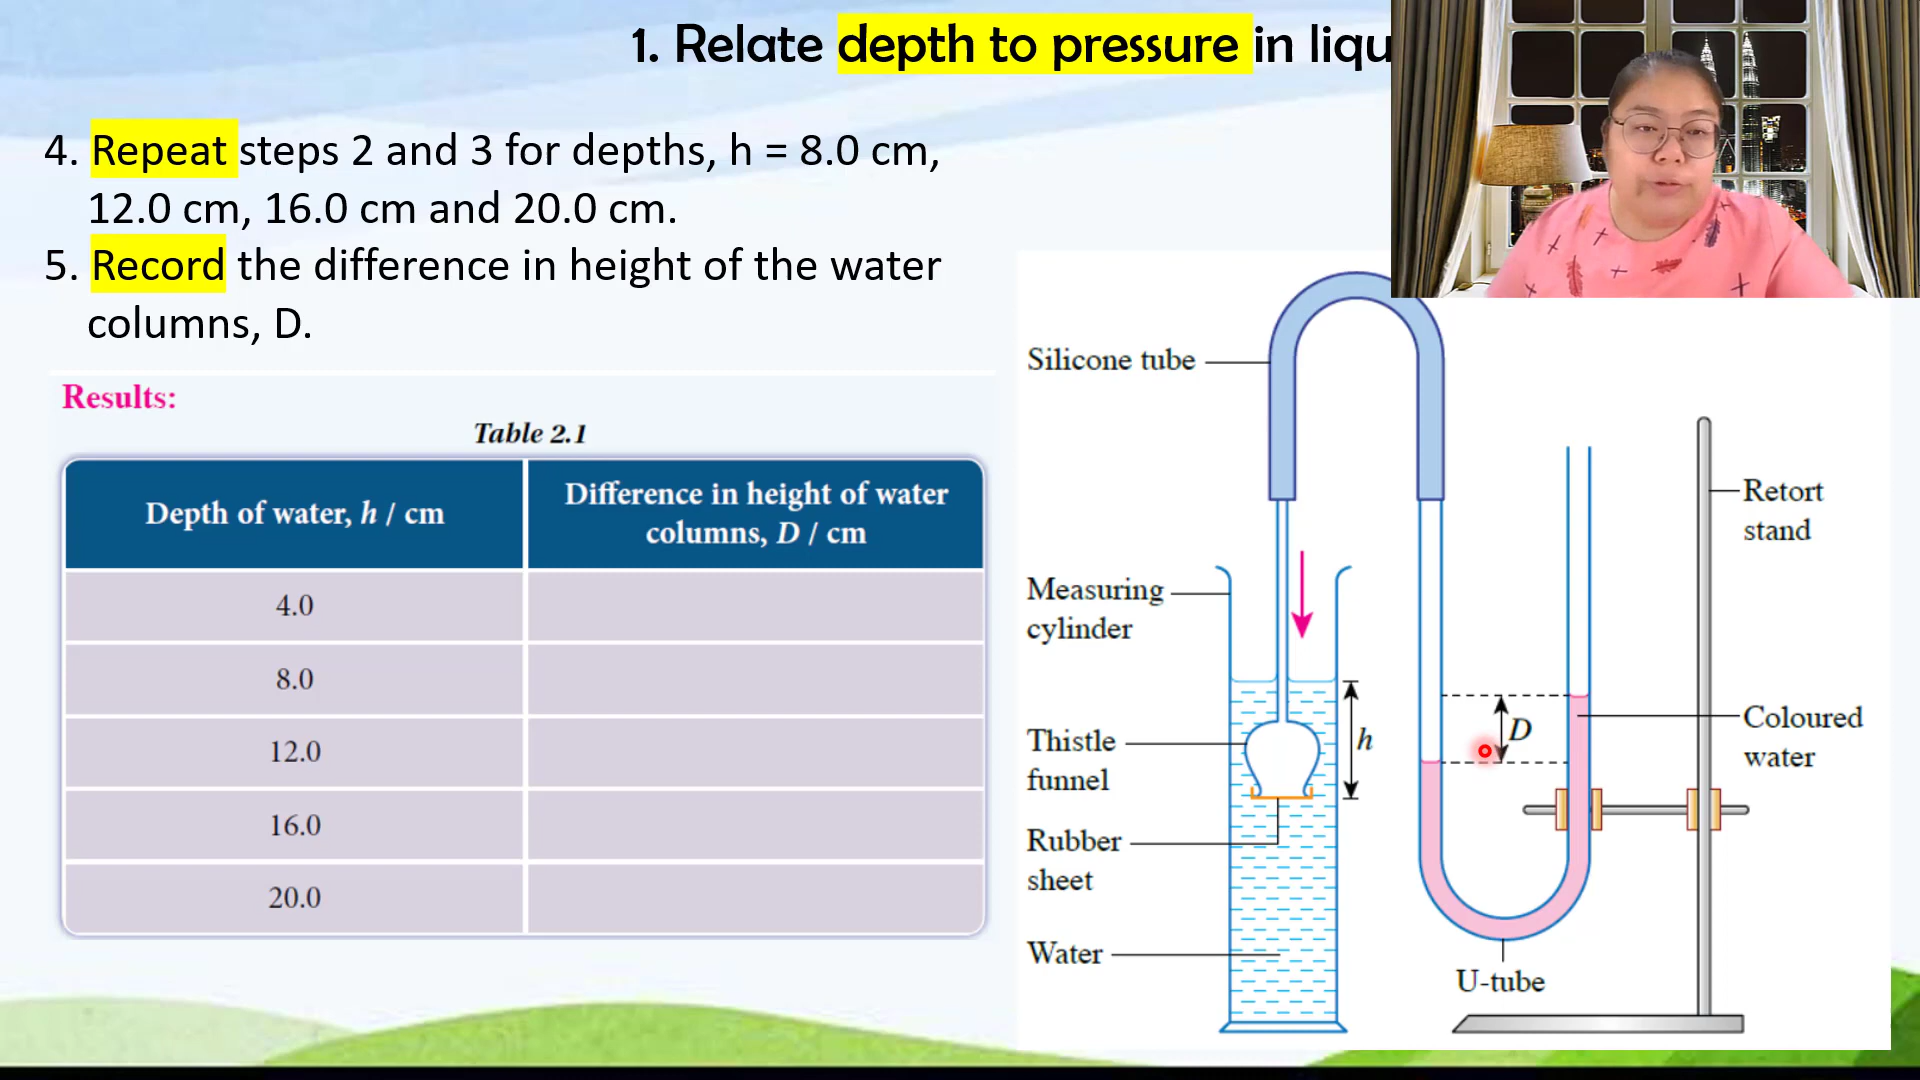 1. Relate depth to pressure in liqu
4. Repeat steps 2 and 3 for depths, h = 8.0 cm,
12.0 cm, 16.0 cm and 20.0 cm.
5. Record the difference in height of the water
columns, D.
Results:
Table 2.1
Depth of water, h / cm
Difference in height of water
columns, D / cm
4.0
8.0
12.0
16.0
20.0
Silicone tube
Retort
stand
Measuring
cylinder
Thistle
funnel
h
D
Coloured
water
Rubber
sheet
Water
U-tube